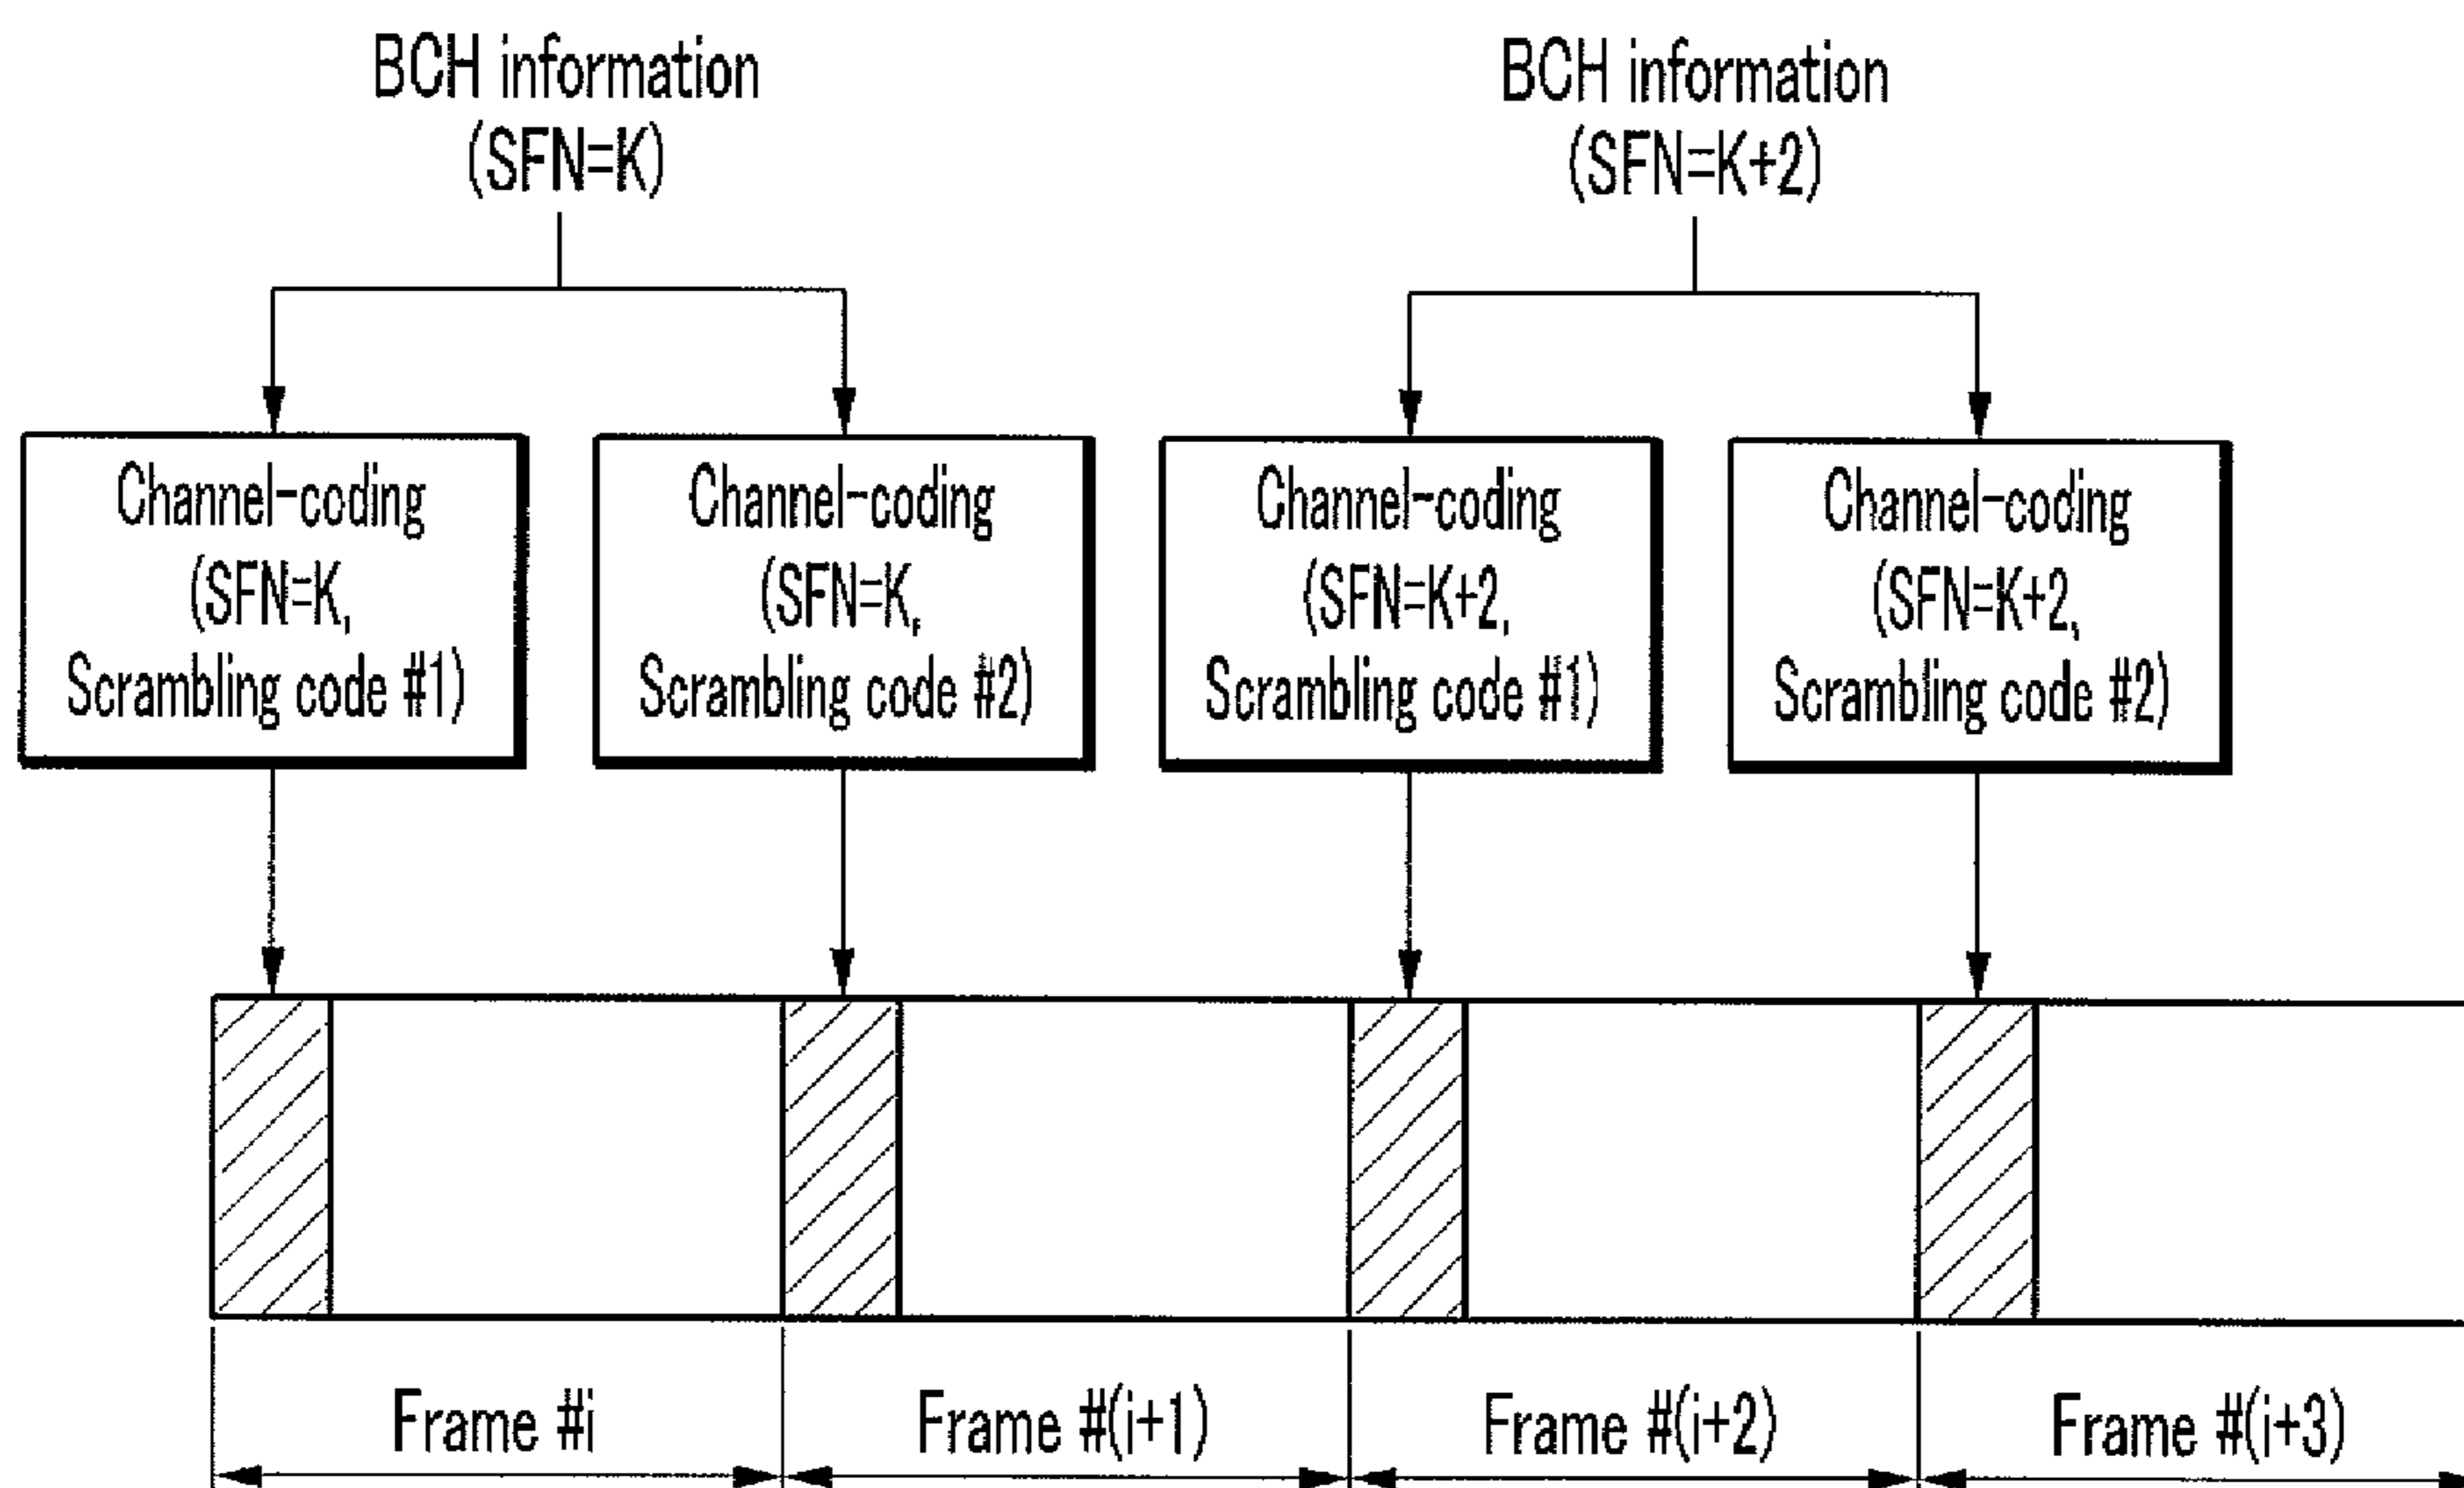 BCH information
(SFN=K)
BCH information
(SFN=K+2)
Channel-coding
(SFN=K,
Scrambling code #1)
Channel-coding
(SFN=K,
Scrambling code #2)
Channel-coding
(SFN=K+2,
Scrambling code #1)
Channel-coding
(SFN=K+2,
Scrambling code #2)
Frame #i
Frame #(i+1)
Frame #(i+2)
Frame #(i+3)